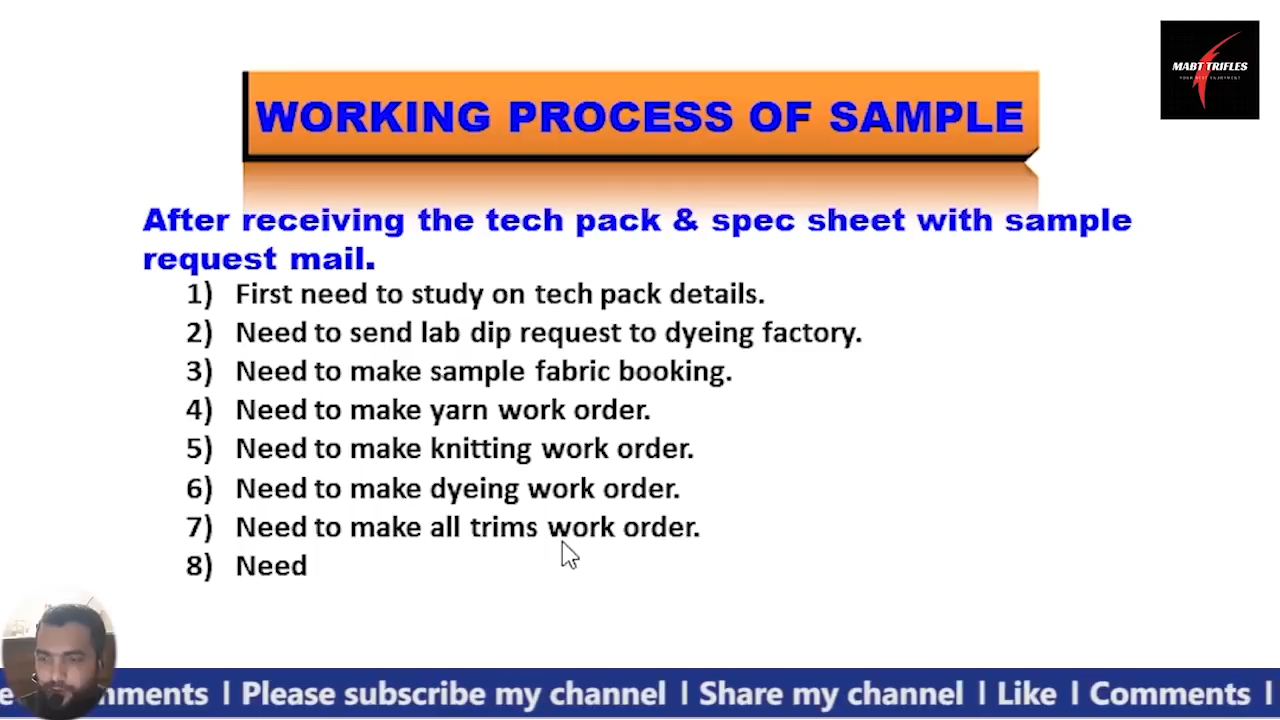 MABT TRIFLES
YOUR BEST ENJOYMENT
WORKING PROCESS OF SAMPLE
After receiving the tech pack & spec sheet with sample
request mail.
1) First need to study on tech pack details.
2) Need to send lab dip request to dyeing factory.
3) Need to make sample fabric booking.
4) Need to make yarn work order.
5) Need to make knitting work order.
6) Need to make dyeing work order.
7) Need to make all trims work order.
8) Need
mments | Please subscribe my channel | Share my channel | Like | Comments |